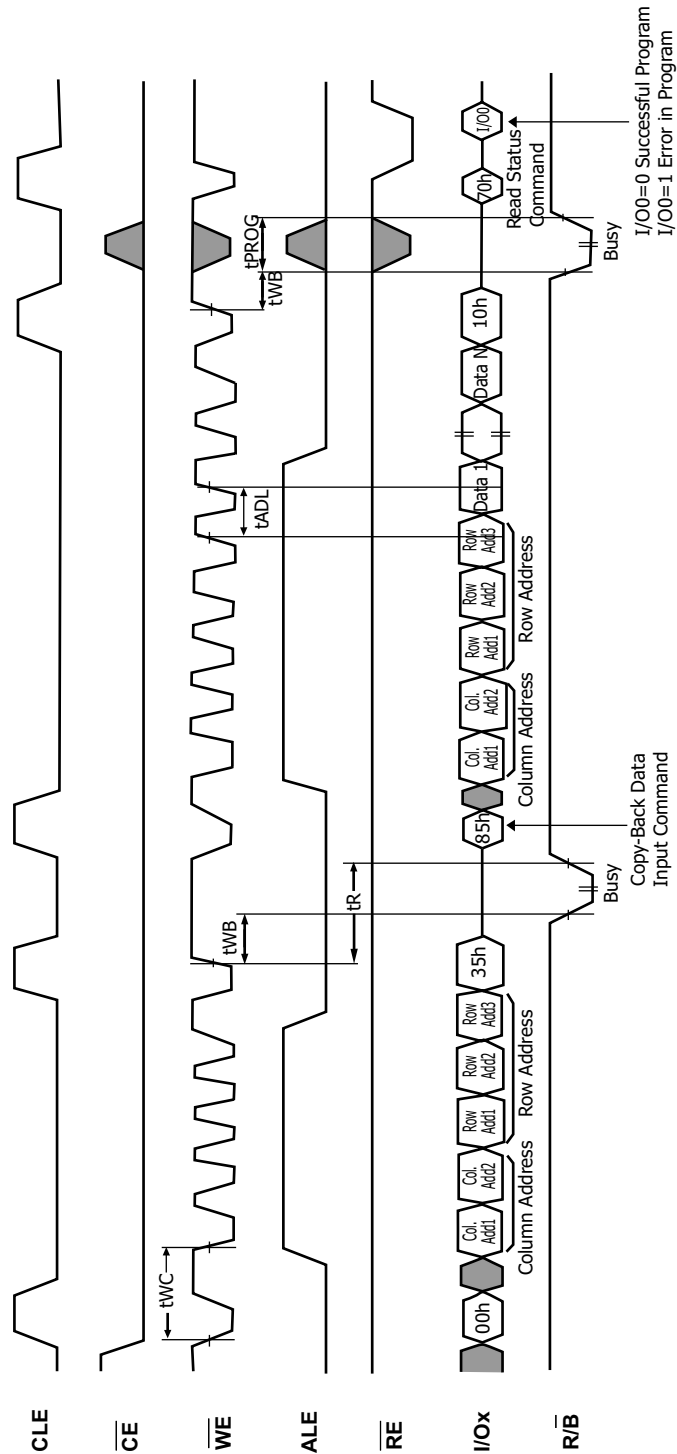 CLE
CE
WE
ALE
RE
I/Ox
R/B
tWC
tWB
tADL
tWB
tPROG
tR
00h
Col.
Add1
Col.
Add2
Row
Add1
Row
Add2
Row
Add3
35h
85h
Col.
Add1
Col.
Add2
Row
Add1
Row
Add2
Row
Add3
Data 1
Data N
10h
70h
I/O0
Column Address
Row Address
Column Address
Row Address
Read Status
Command
Busy
Busy
Copy-Back Data
Input Command
I/O0=0 Successful Program
I/O0=1 Error in Program